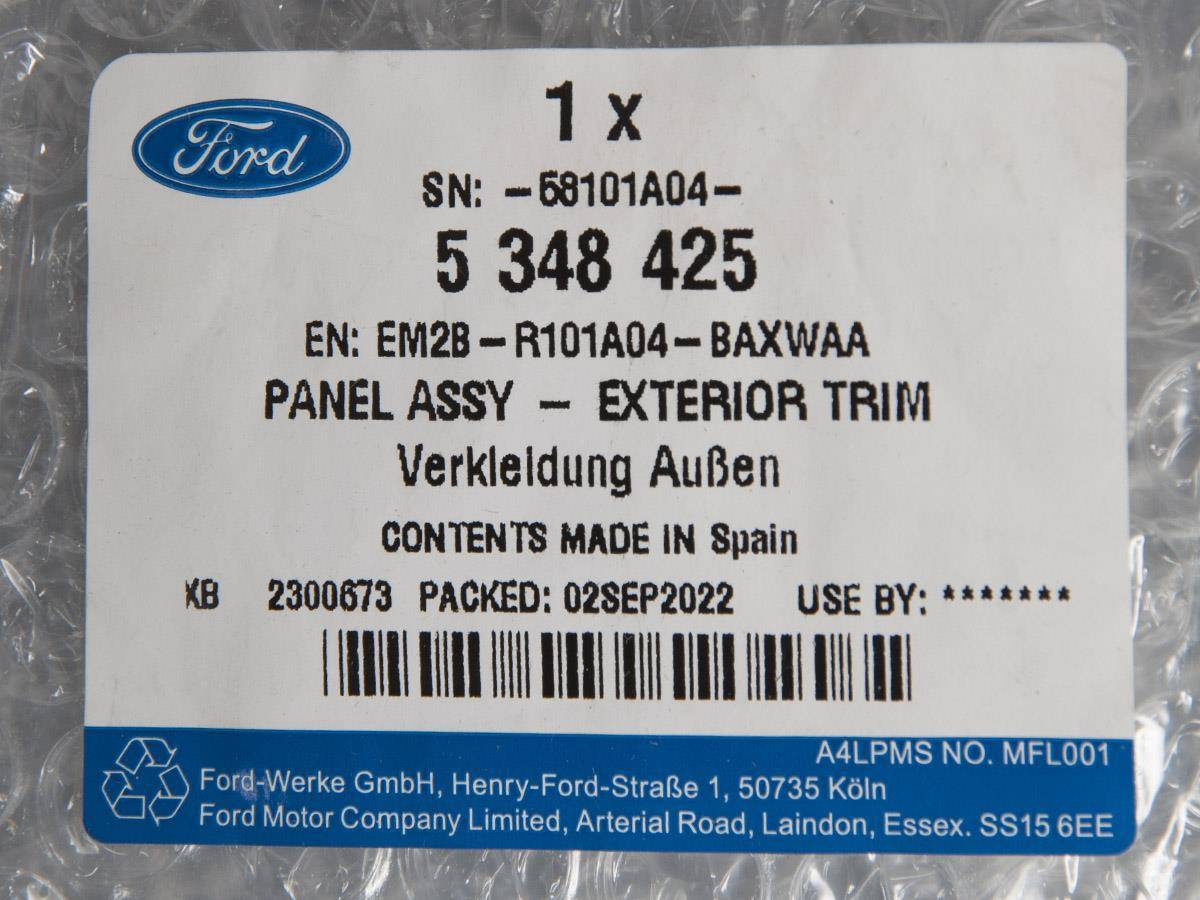 1 x
Ford
SN: -58101A04-
5 348 425
EN: EM2B-R101A04-BAXWAA
PANEL ASSY - EXTERIOR TRIM
Verkleidung Außen
CONTENTS MADE IN Spain
XB 2300673 PACKED: 02SEP2022 USE BY: *******
A4LPMS NO. MFL001
Ford-Werke GmbH, Henry-Ford-Straße 1, 50735 Köln
Ford Motor Company Limited, Arterial Road, Laindon, Essex. SS15 6EE